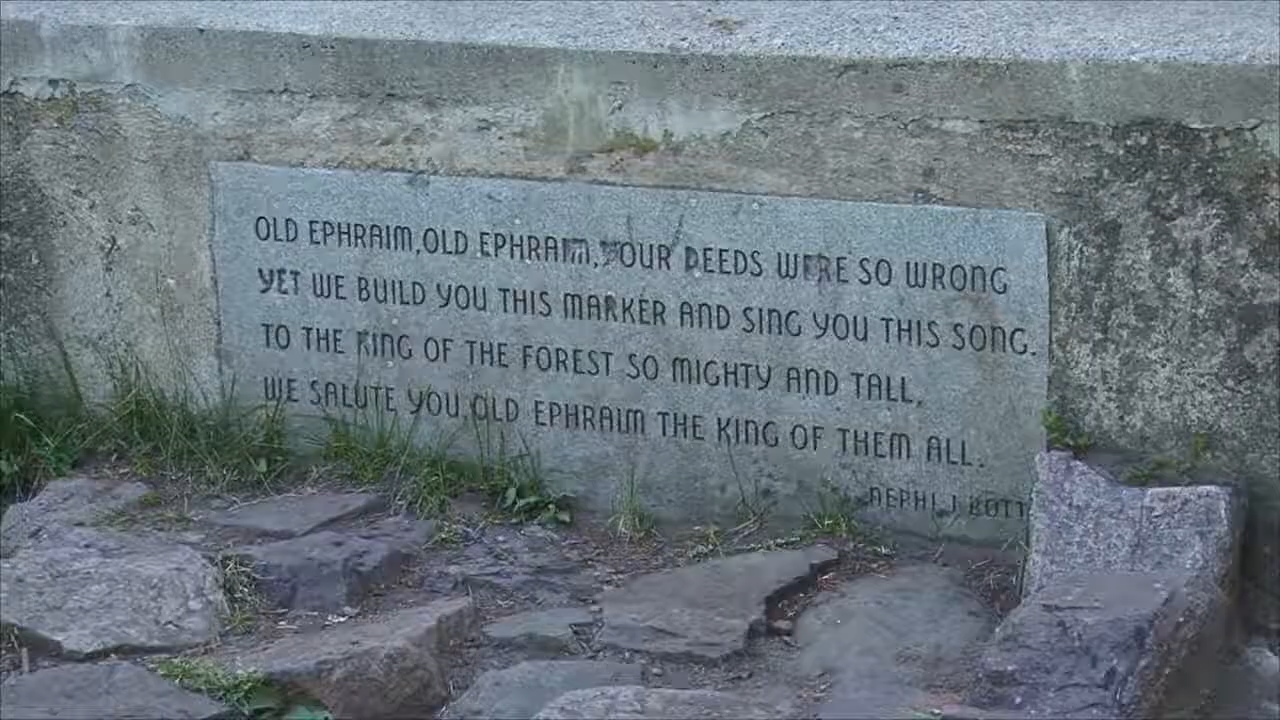 OLD EPHRAIM, OLD EPHRAIM, YOUR DEEDS WERE SO WRONG
YET WE BUILD YOU THIS MARKER AND SING YOU THIS SONG.
TO THE KING OF THE FOREST SO MIGHTY AND TALL,
WE SALUTE YOU, OLD EPHRAIM THE KING OF THEM ALL.
NEPHI J BOTT